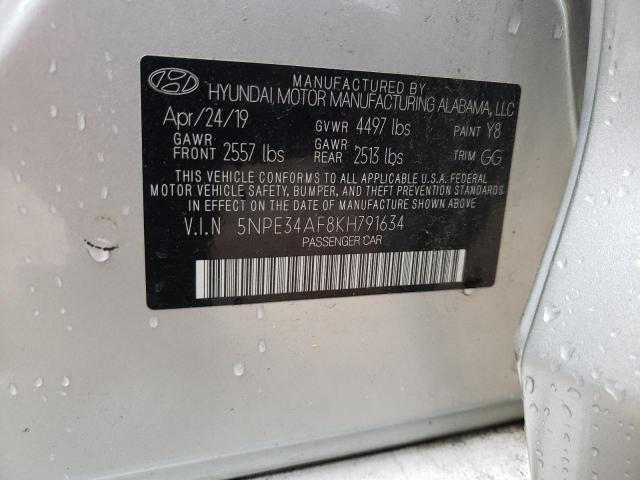 MANUFACTURED BY
HYUNDAI MOTOR MANUFACTURING ALABAMA, LLC
Apr/24/19 GVWR 4497 lbs PAINT Y8
GAWR FRONT 2557 lbs GAWR REAR 2513 lbs TRIM GG
THIS VEHICLE CONFORMS TO ALL APPLICABLE U.S.A. FEDERAL
MOTOR VEHICLE SAFETY, BUMPER, AND THEFT PREVENTION STANDARDS
IN EFFECT ON THE DATE OF MANUFACTURE SHOWN ABOVE.
V.I.N 5NPE34AF8KH791634
PASSENGER CAR